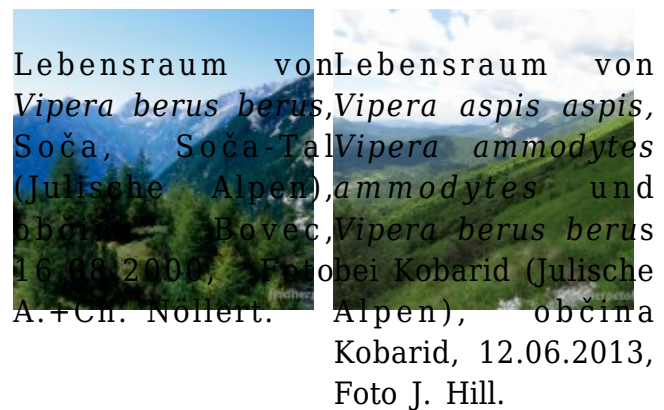 Lebensraum von
Vipera berus berus,
Soča, Soča-Tal
(Julische Alpen),
občina Bovec,
16.08.2000, Foto
A.+Ch. Nöllert.
Lebensraum von
Vipera aspis aspis,
Vipera ammodytes
ammodytes und
Vipera berus berus
bei Kobarid (Julische
Alpen), občina
Kobarid, 12.06.2013,
Foto J. Hill.